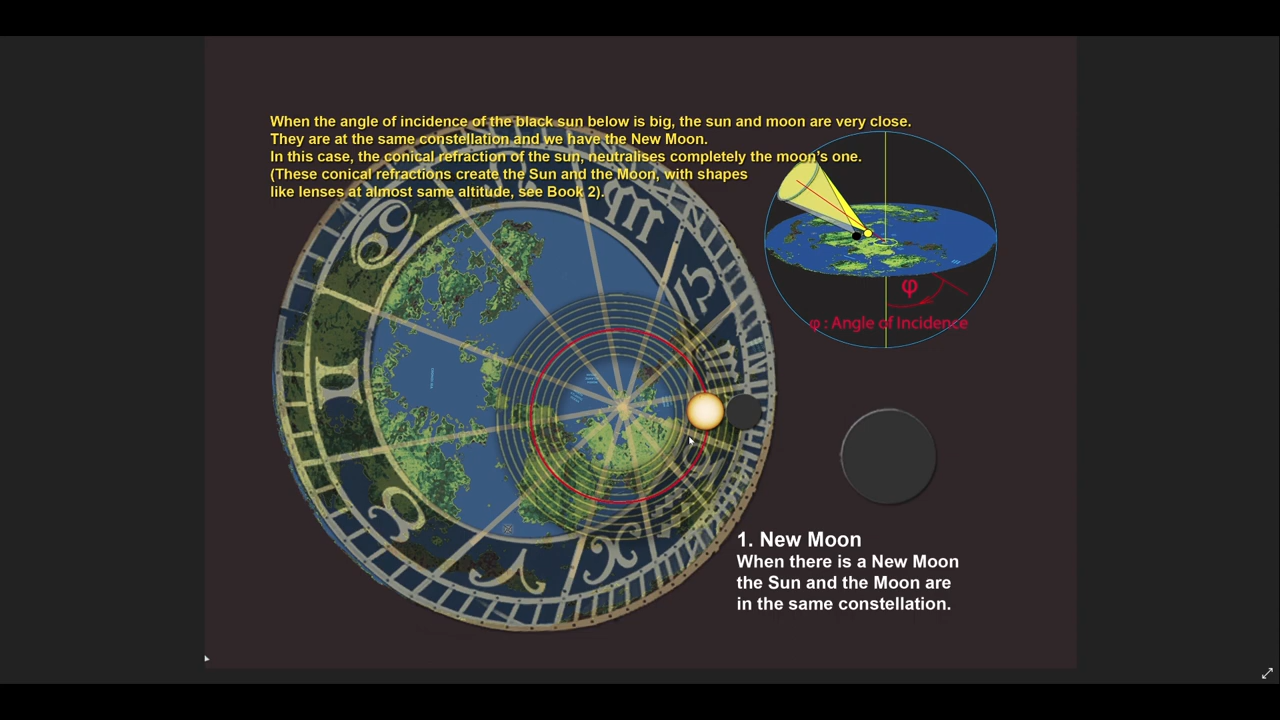 When the angle of incidence of the black sun below is big, the sun and moon are very close.
They are at the same constellation and we have the New Moon.
In this case, the conical refraction of the sun, neutralises completely the moon's one.
(These conical refractions create the Sun and the Moon, with shapes
like lenses at almost same altitude, see Book 2).
φ
φ : Angle of Incidence
1. New Moon
When there is a New Moon
the Sun and the Moon are
in the same constellation.